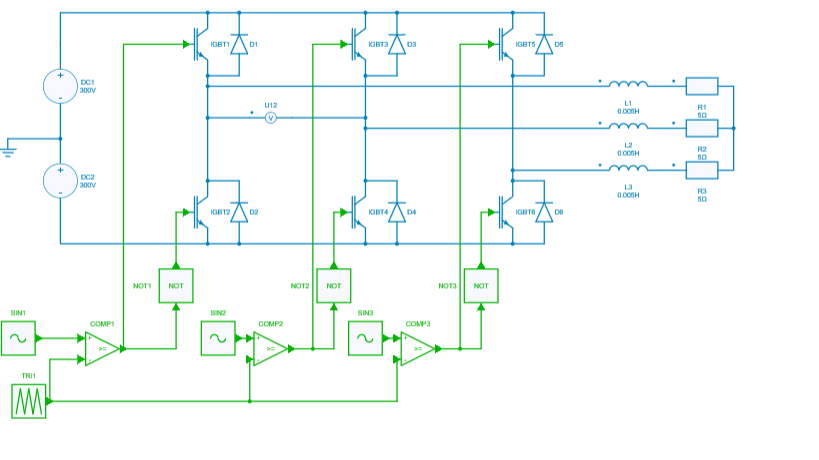 IGBT1 D1 IGBT3 D3 IGBT5 D5
DC1
300V
U12
V
L1
0.005H
R1
5Ω
L2
0.005H
R2
5Ω
L3
0.005H
R3
5Ω
DC2
300V
IGBT2 D2 IGBT4 D4 IGBT6 D6
NOT1 NOT NOT2 NOT NOT3 NOT
SIN1 SIN2 SIN3
COMP1 COMP2 COMP3
>= >= >=
TRI1